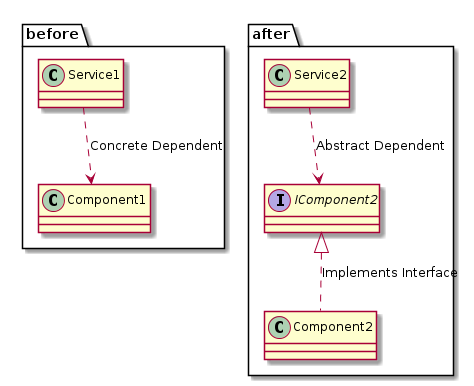 before
C Service1
Concrete Dependent
C Component1
after
C Service2
Abstract Dependent
I IComponent2
Implements Interface
C Component2